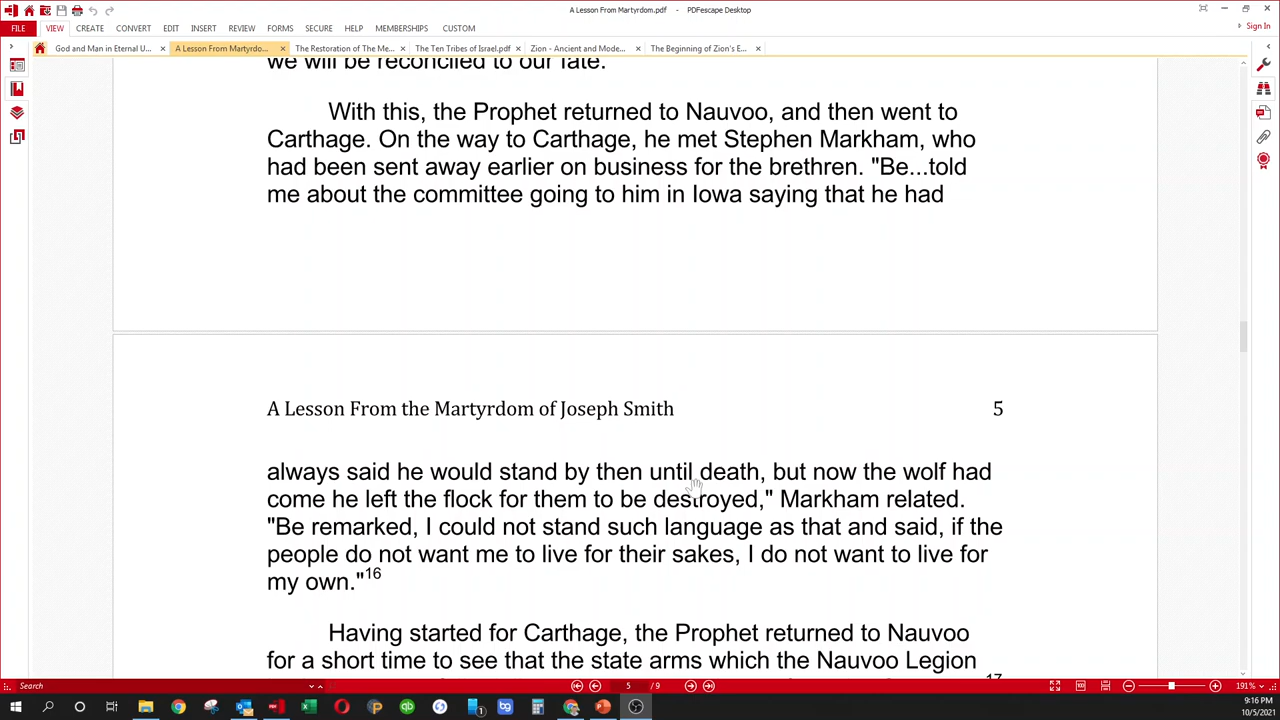 A Lesson From Martyrdom.pdf - PDFescape Desktop
FILE VIEW CREATE CONVERT EDIT INSERT REVIEW FORMS SECURE HELP MEMBERSHIPS CUSTOM Sign In
God and Man in Eternal U... A Lesson From Martyrdo... The Restoration of The Me... The Ten Tribes of Israel.pdf Zion - Ancient and Mode... The Beginning of Zion's E...
we will be reconciled to our fate.
With this, the Prophet returned to Nauvoo, and then went to
Carthage. On the way to Carthage, he met Stephen Markham, who
had been sent away earlier on business for the brethren. "Be...told
me about the committee going to him in Iowa saying that he had
A Lesson From the Martyrdom of Joseph Smith 5
always said he would stand by then until death, but now the wolf had
come he left the flock for them to be destroyed," Markham related.
"Be remarked, I could not stand such language as that and said, if the
people do not want me to live for their sakes, I do not want to live for
my own."16
Having started for Carthage, the Prophet returned to Nauvoo
for a short time to see that the state arms which the Nauvoo Legion
17
Search 5 / 9 191%
9:16 PM
10/5/2021